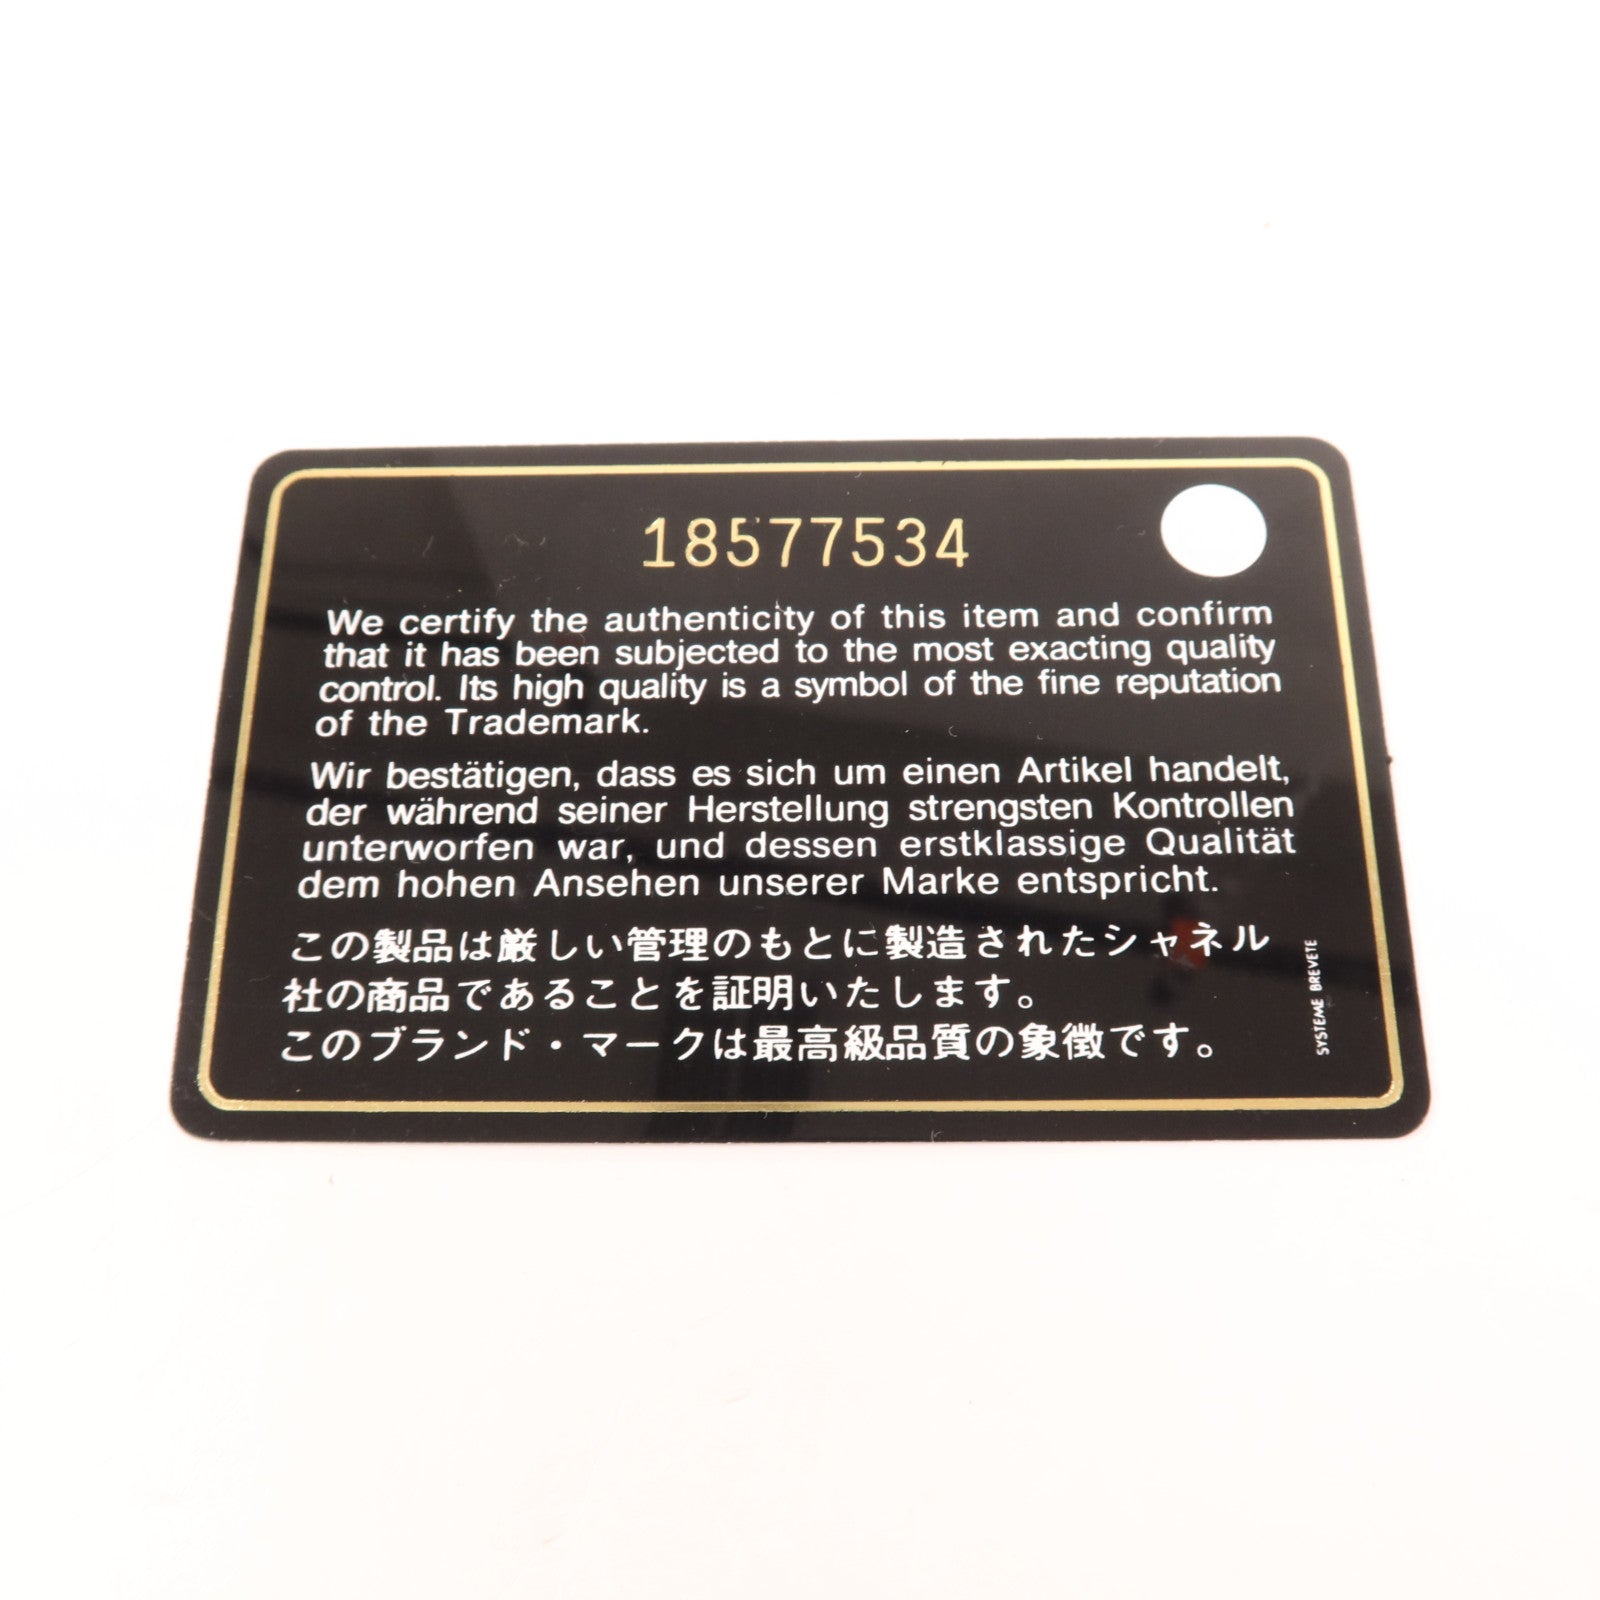 18577534
We certify the authenticity of this item and confirm
that it has been subjected to the most exacting quality
control. Its high quality is a symbol of the fine reputation
of the Trademark.
Wir bestätigen, dass es sich um einen Artikel handelt,
der während seiner Herstellung strengsten Kontrollen
unterworfen war, und dessen erstklassige Qualität
dem hohen Ansehen unserer Marke entspricht.
この製品は厳しい管理のもとに製造されたシャネル
社の商品であることを証明いたします。
このブランド・マークは最高級品質の象徴です。
SYSTEME BREVETE